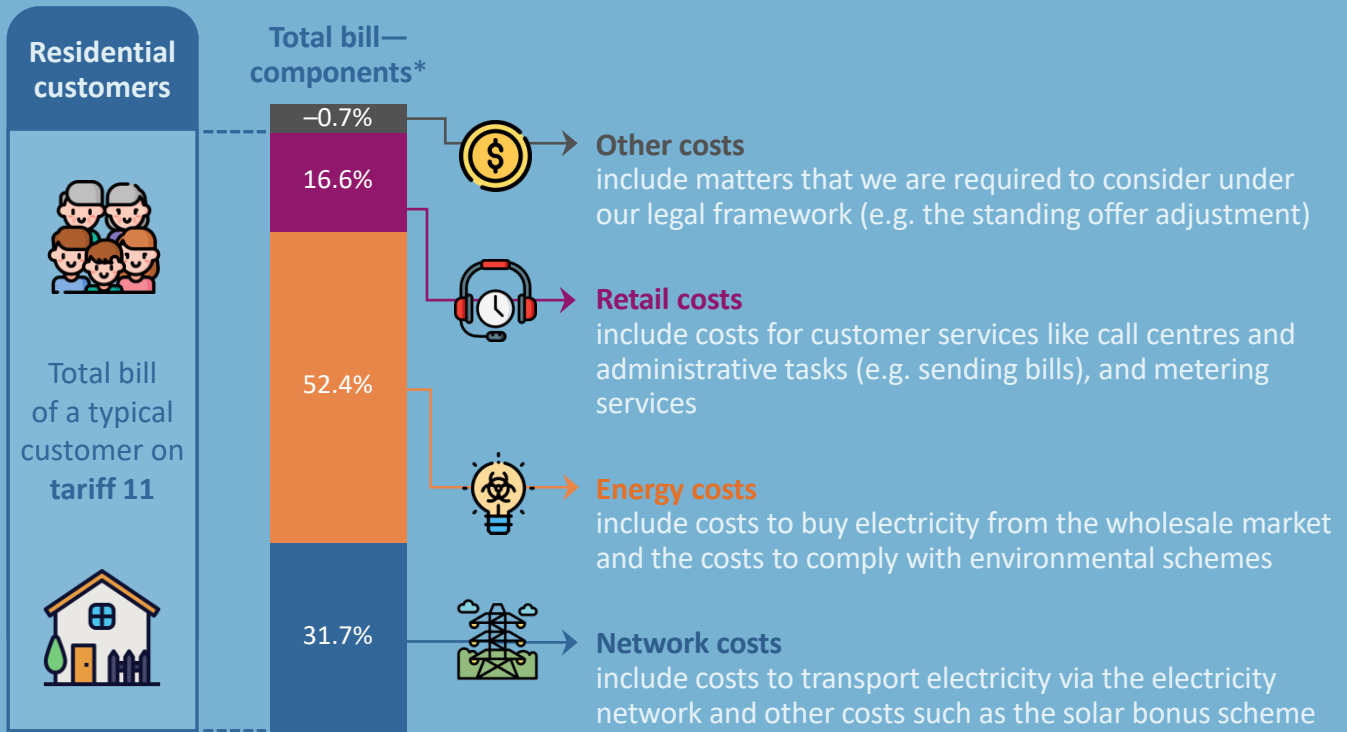 Residential
customers
Total bill
of a typical
customer on
tariff 11
Total bill—
components*
–0.7%
16.6%
52.4%
31.7%
$
Other costs
include matters that we are required to consider under
our legal framework (e.g. the standing offer adjustment)
Retail costs
include costs for customer services like call centres and
administrative tasks (e.g. sending bills), and metering
services
Energy costs
include costs to buy electricity from the wholesale market
and the costs to comply with environmental schemes
Network costs
include costs to transport electricity via the electricity
network and other costs such as the solar bonus scheme